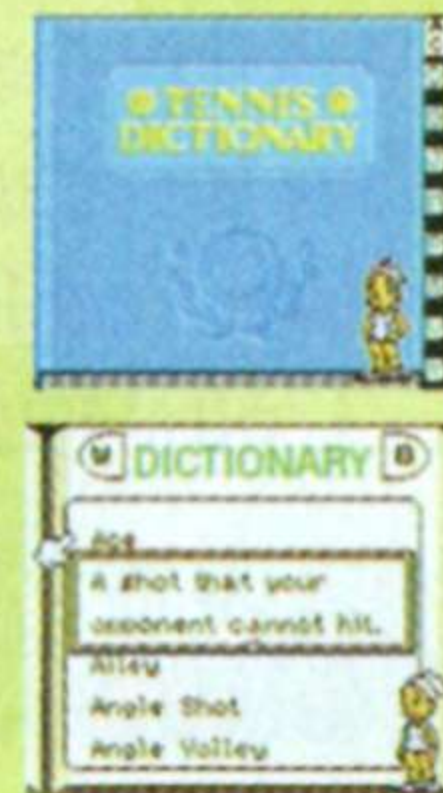 TENNIS
DICTIONARY
DICTIONARY B
Ace
A shot that your
opponent cannot hit.
Alley
Angle Shot
Angle Volley